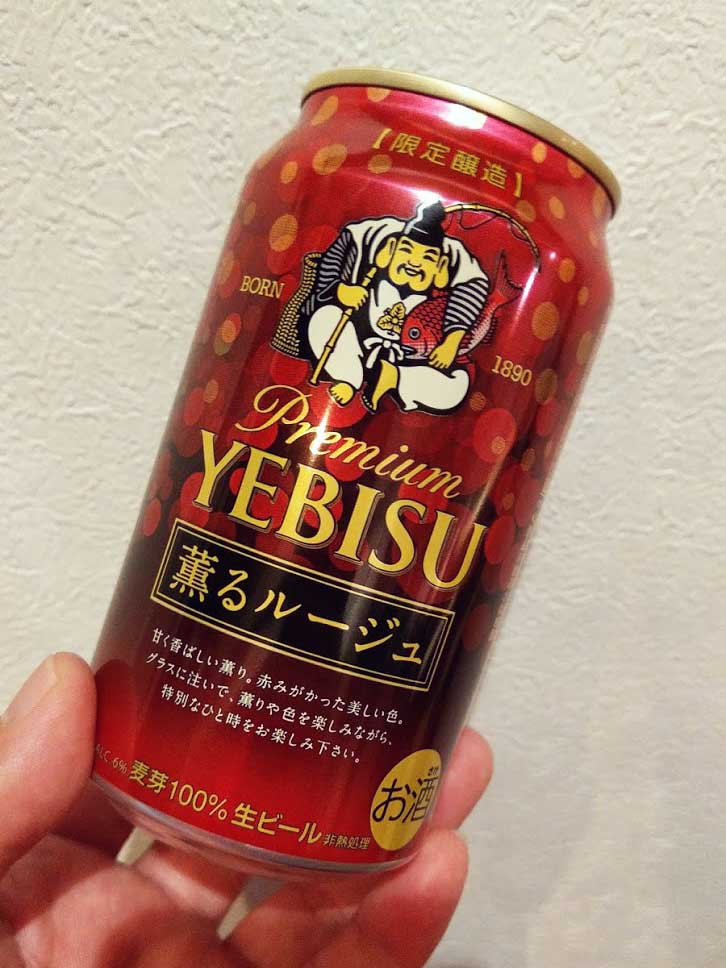 【限定醸造】
BORN
1890
Premium
YEBISU
薫るルージュ
甘く香ばしい薫り。赤みがかった美しい色。
グラスに注いで、薫りや色を楽しみながら、
特別なひと時をお楽しみ下さい。
ALC.6% 麦芽100% 生ビール 非熱処理
さけ
お酒